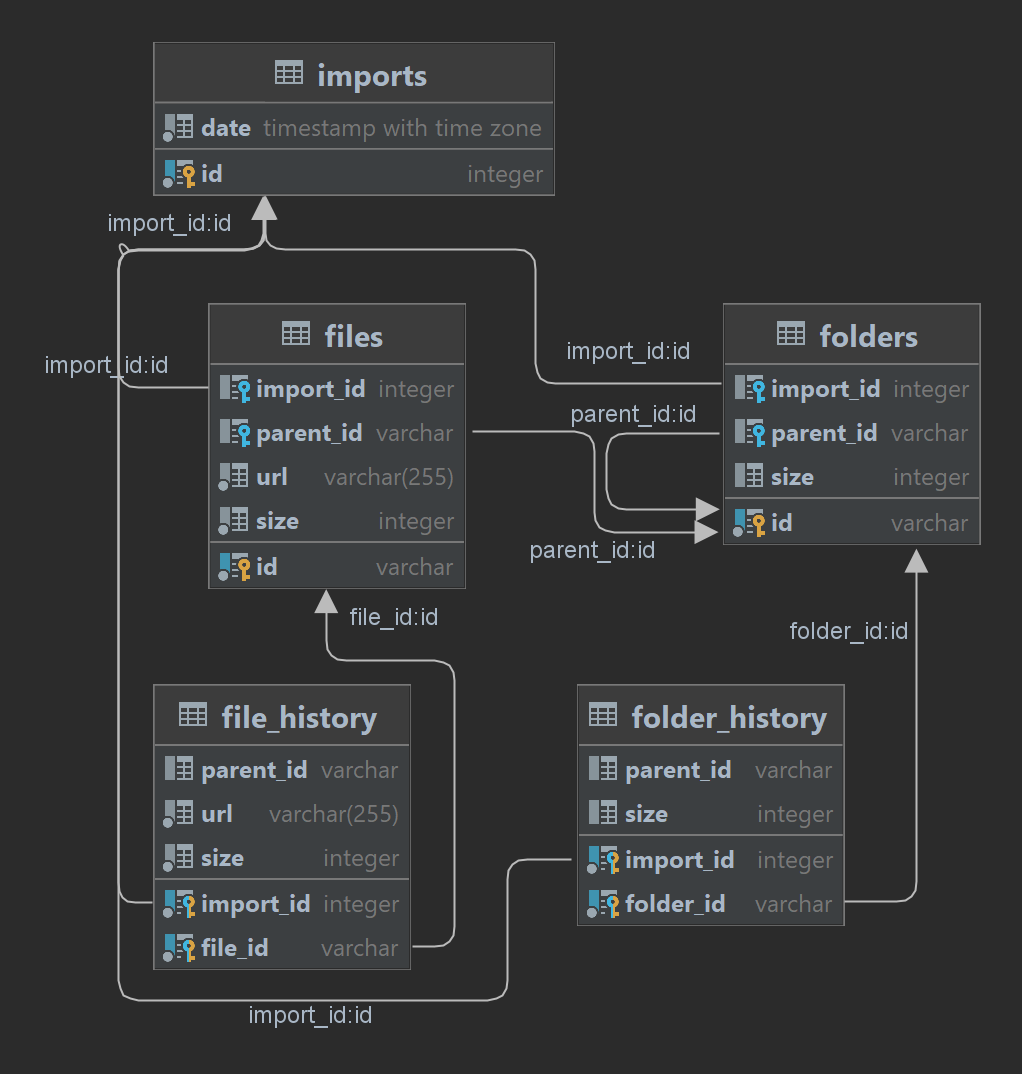 imports
date timestamp with time zone
id integer
import_id:id
import_id:id
files
import_id integer
parent_id varchar
url varchar(255)
size integer
id varchar
import_id:id
parent_id:id
parent_id:id
folders
import_id integer
parent_id varchar
size integer
id varchar
file_id:id
folder_id:id
file_history
parent_id varchar
url varchar(255)
size integer
import_id integer
file_id varchar
folder_history
parent_id varchar
size integer
import_id integer
folder_id varchar
import_id:id